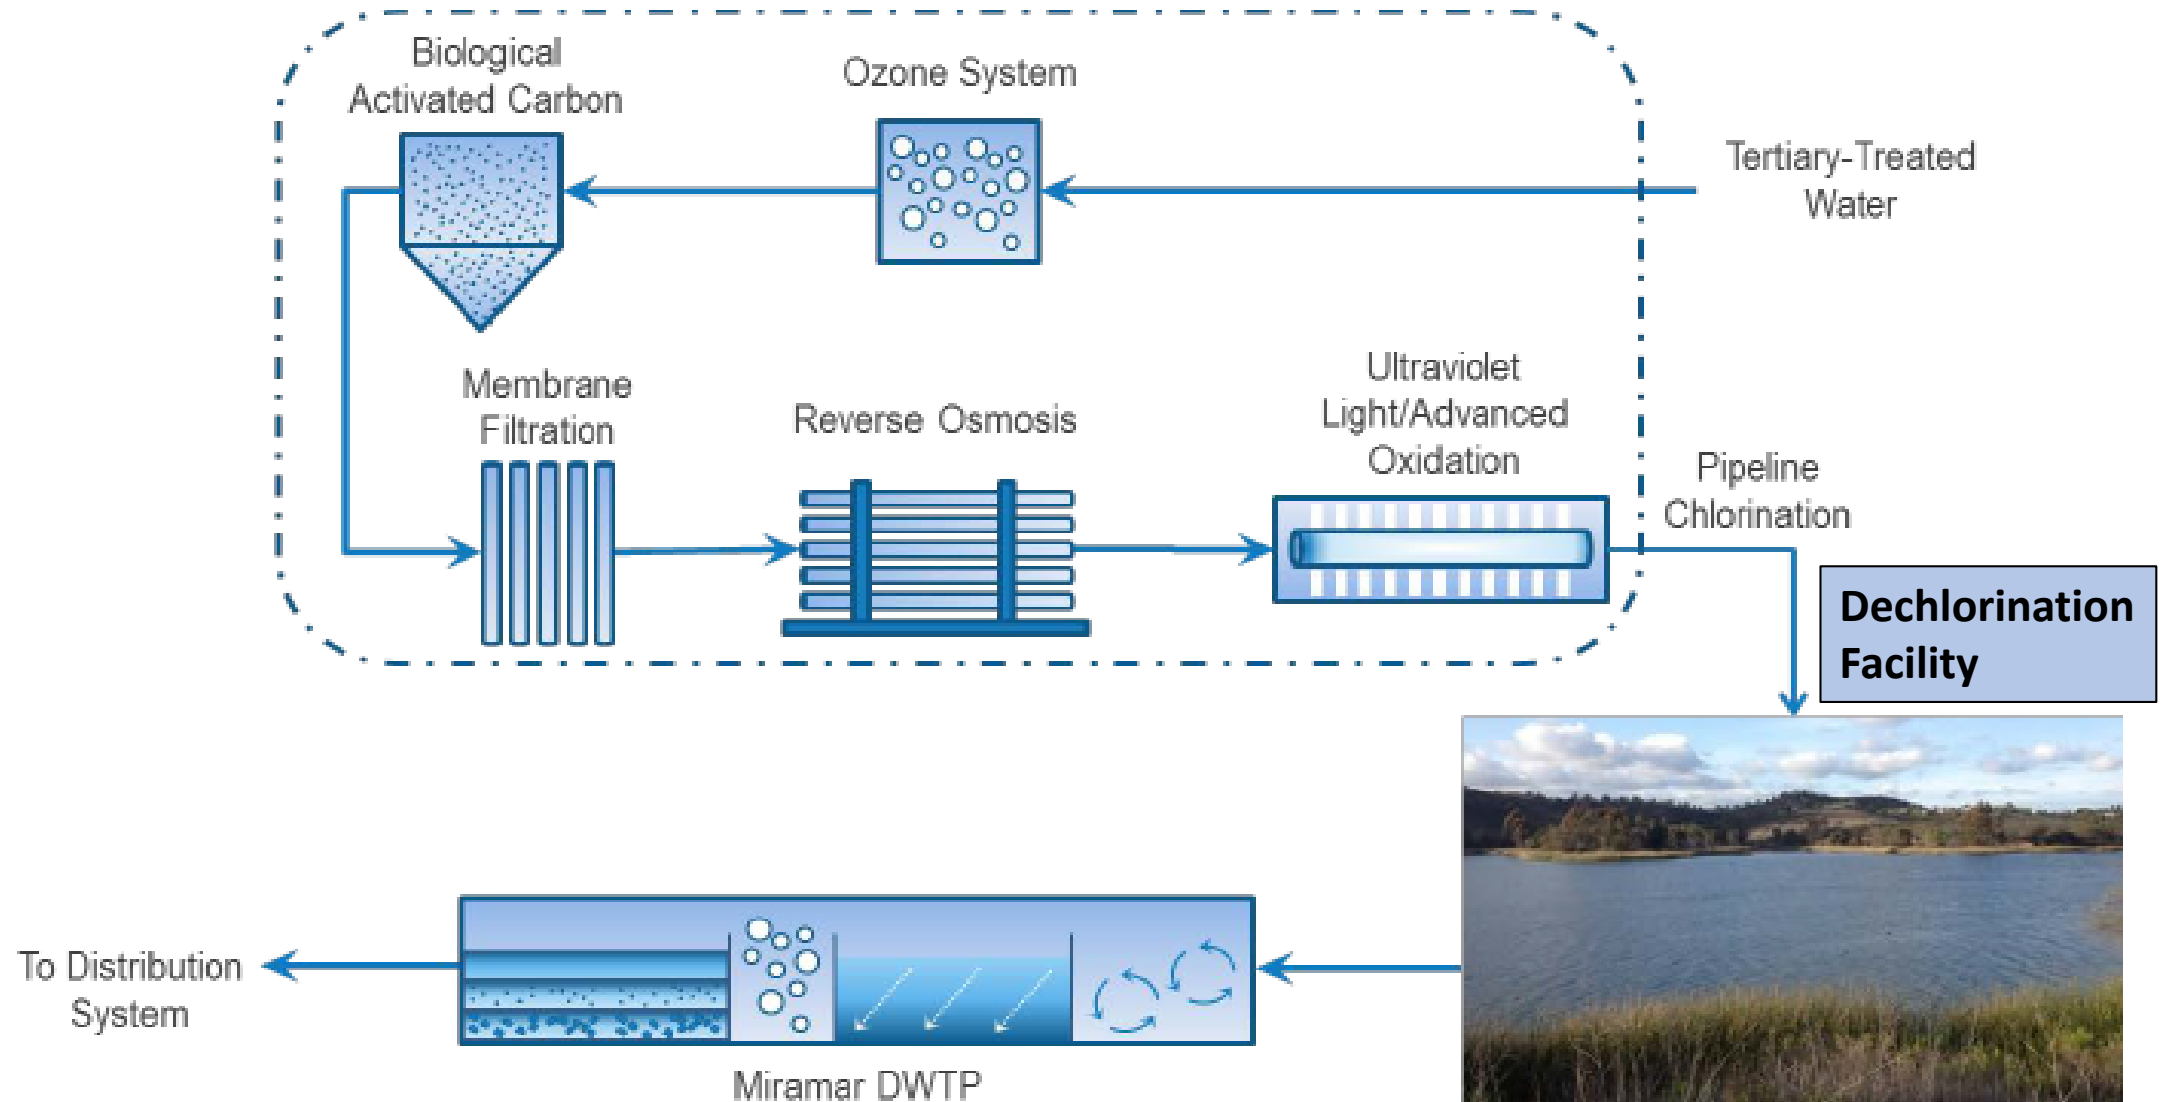 Biological
Activated Carbon
Ozone System
Tertiary-Treated
Water
Membrane
Filtration
Reverse Osmosis
Ultraviolet
Light/Advanced
Oxidation
Pipeline
Chlorination
Dechlorination
Facility
To Distribution
System
Miramar DWTP